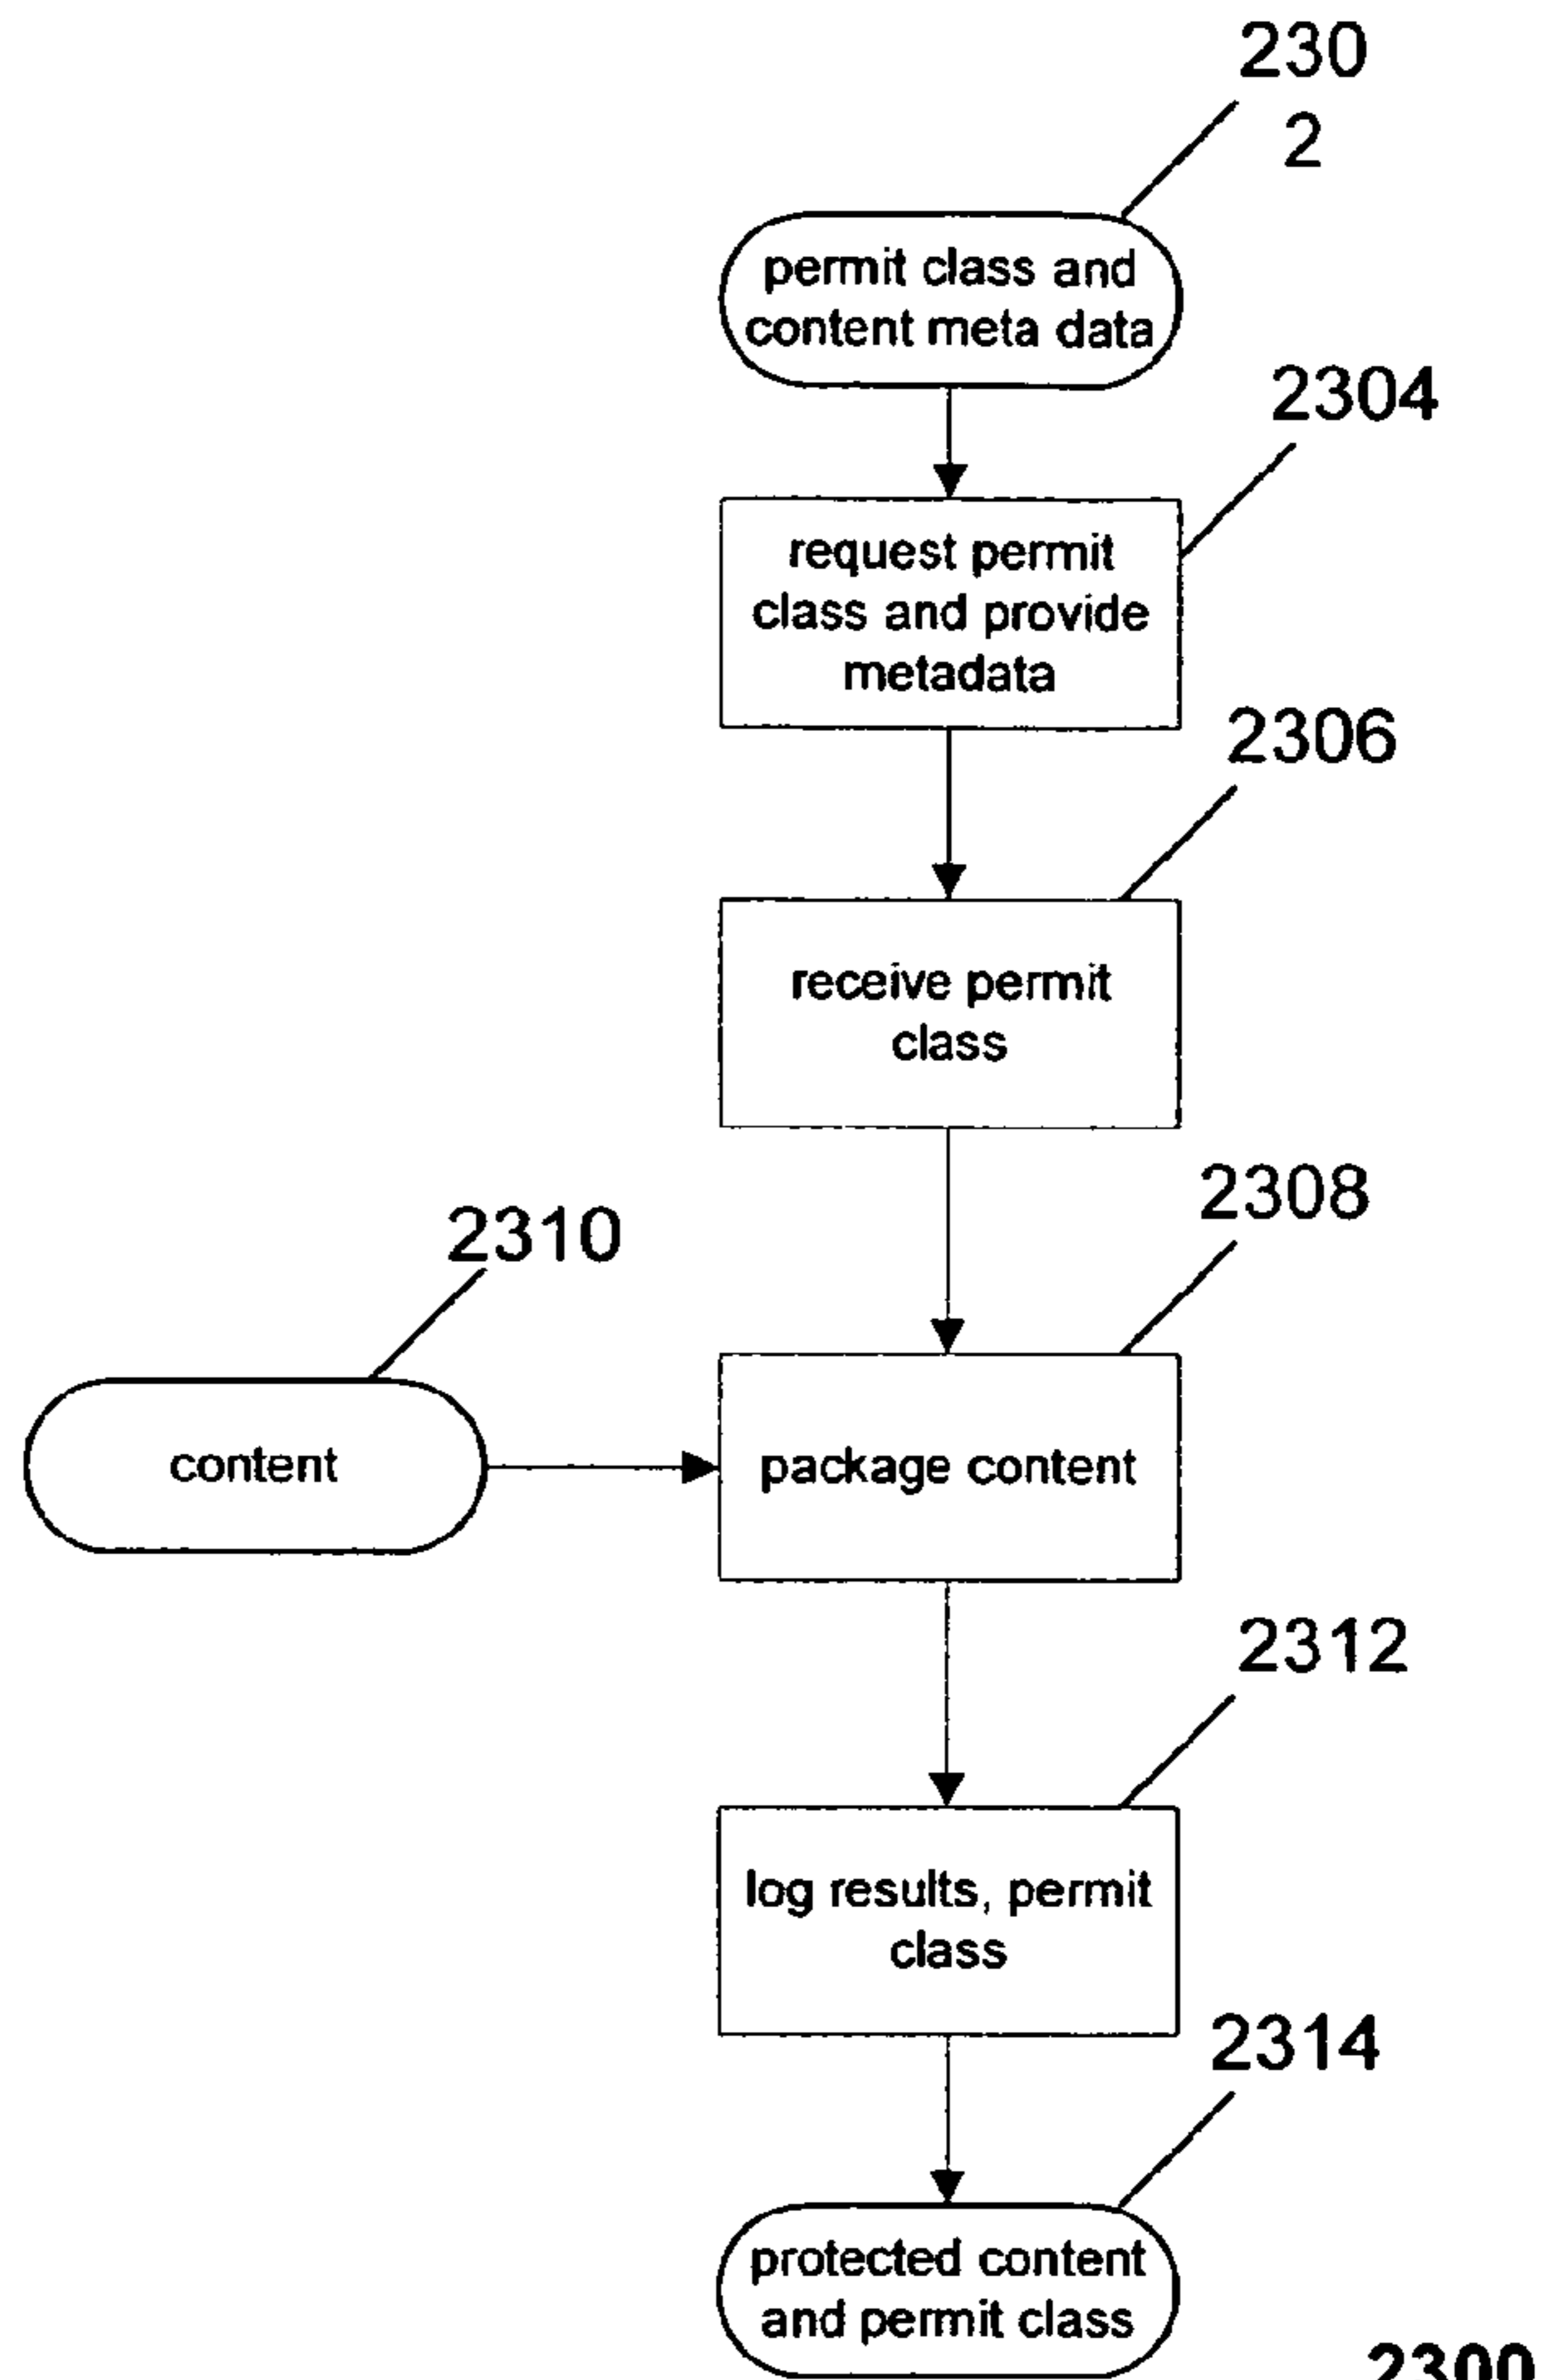 230
2
permit class and
content meta data
2304
request permit
class and provide
metadata
2306
receive permit
class
2308
2310
content
package content
2312
log results, permit
class
2314
protected content
and permit class
2300